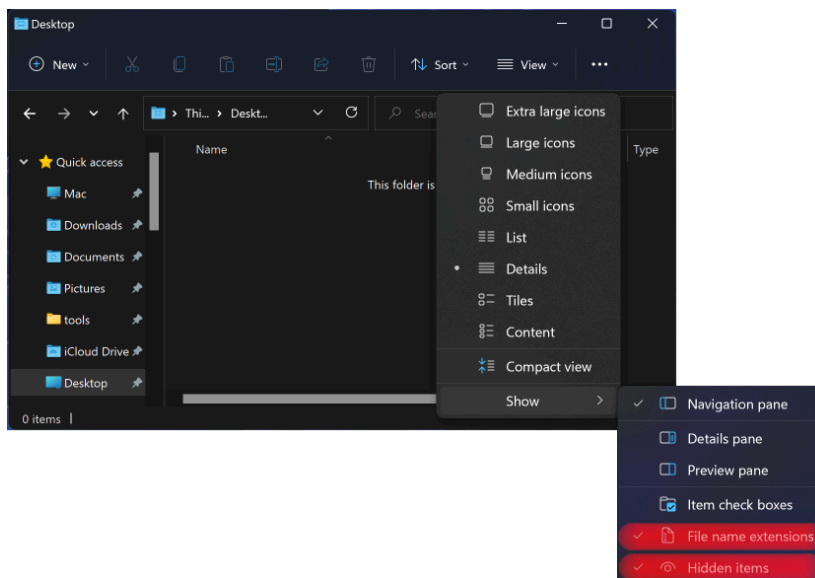 Desktop
New
Sort
View
Thi... > Deskt...
Sear
Name
Type
This folder is
Quick access
Mac
Downloads
Documents
Pictures
tools
iCloud Drive
Desktop
0 items
Extra large icons
Large icons
Medium icons
Small icons
List
Details
Tiles
Content
Compact view
Show
Navigation pane
Details pane
Preview pane
Item check boxes
File name extensions
Hidden items